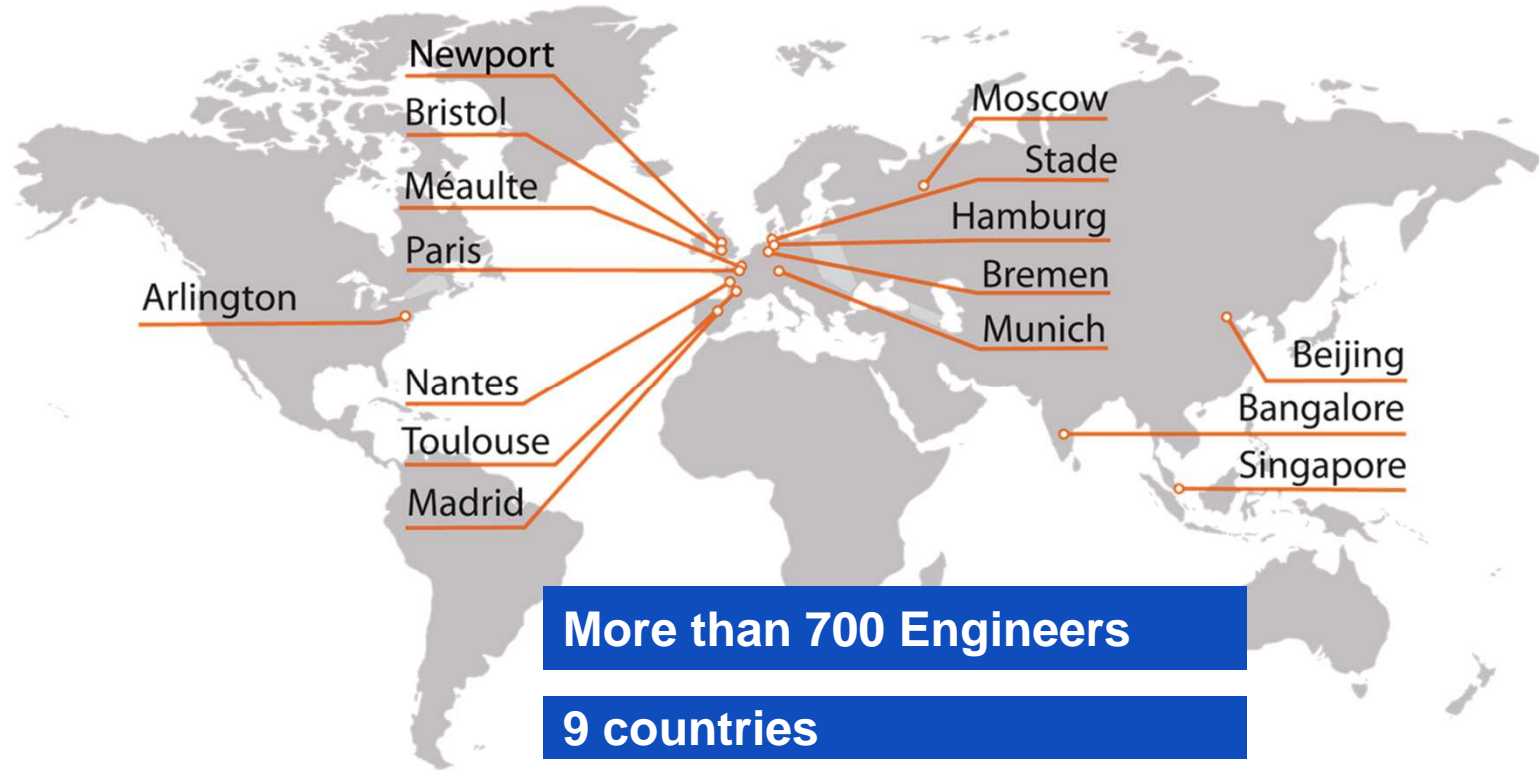 Newport
Bristol
Méaulte
Paris
Arlington
Nantes
Toulouse
Madrid
Moscow
Stade
Hamburg
Bremen
Munich
Beijing
Bangalore
Singapore
More than 700 Engineers
9 countries